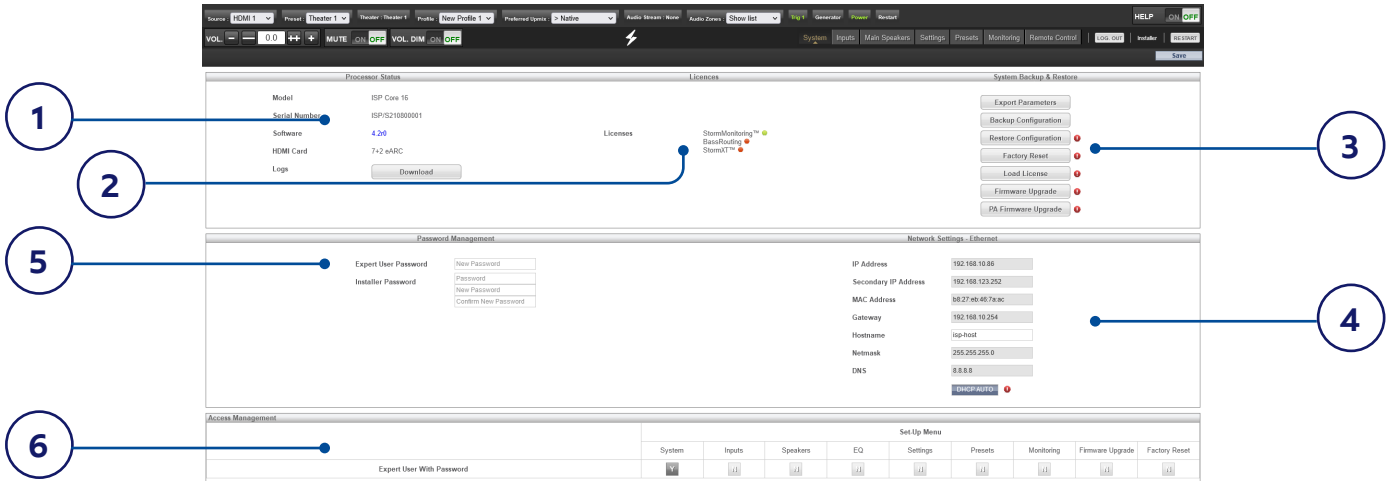 Source : HDMI 1 Preset : Theater 1 Theater : Theater 1 Profile : New Profile 1 Preferred Upmix : > Native Audio Stream : None Audio Zones : Show list Trig 1 Generator Power Restart HELP ON OFF
VOL. 0.0 MUTE ON OFF VOL. DIM ON OFF System Inputs Main Speakers Settings Presets Monitoring Remote Control LOG OUT Installer RESTART
Save
Processor Status Licences System Backup & Restore
Model ISP Core 16 Export Parameters
1 Serial Number ISP/S210800001 Backup Configuration
Software 4.2r0 Licenses StormMonitoring™ Restore Configuration
BassRouting
HDMI Card 7+2 eARC StormXT™ Factory Reset 3
2 Logs Download Load License
Firmware Upgrade
PA Firmware Upgrade
Password Management Network Settings - Ethernet
5 Expert User Password New Password IP Address 192.168.10.86
Installer Password Password Secondary IP Address 192.168.123.252
New Password
Confirm New Password MAC Address b8:27:eb:46:7a:ac
Gateway 192.168.10.254 4
Hostname isp-host
Netmask 255.255.255.0
DNS 8.8.8.8
DHCP AUTO
Access Management
Set-Up Menu
6 System Inputs Speakers EQ Settings Presets Monitoring Firmware Upgrade Factory Reset
Expert User With Password Y